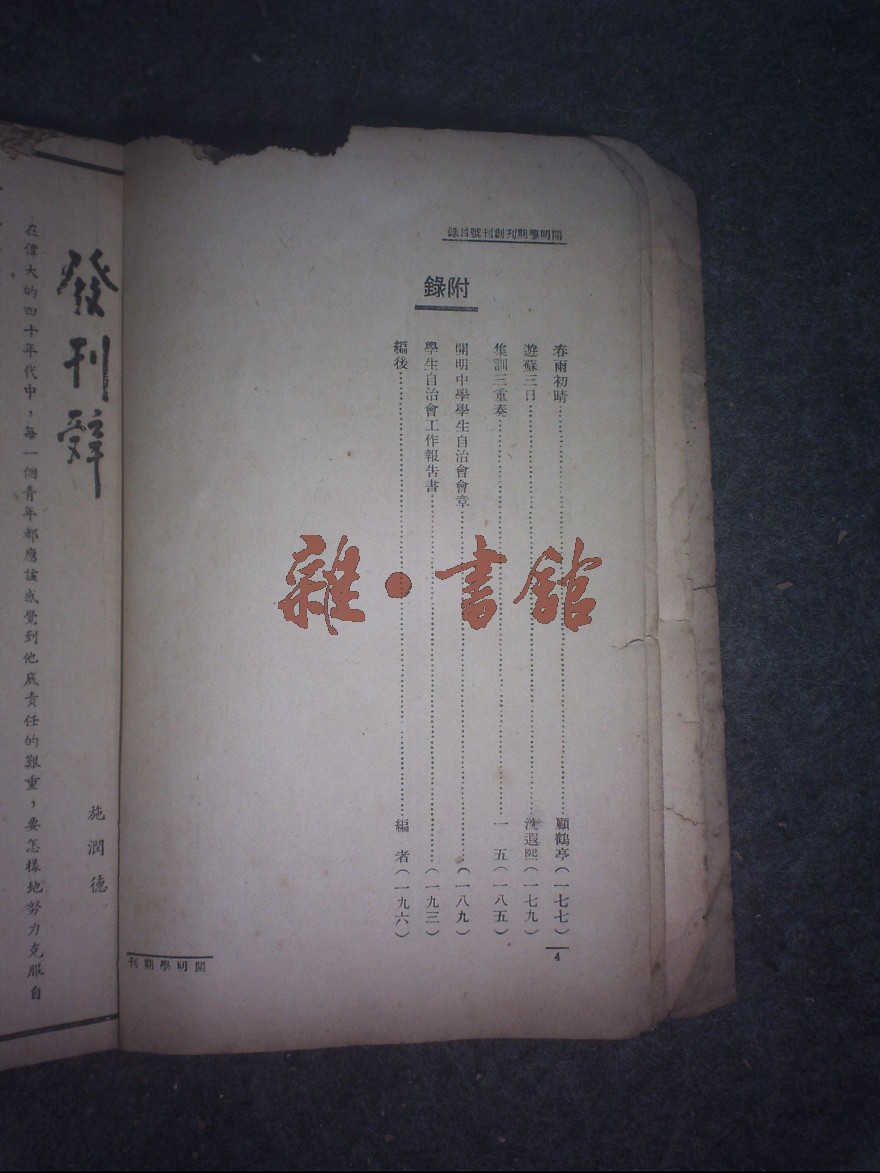 開明學期刊創刊號目錄
附錄
春雨初晴……顧鶴亭(一七七)
遊蘇三日……沈遐熙(一七九)
集訓三重奏……一 五(一八五)
開明中學學生自治會會章……(一八九)
學生自治會工作報告書……(一九三)
編後……編 者(一九六)
4
開明學期刊
雜·書館
發刊辭
施潤德
在偉大的四十年代中，每一個青年都應該感覺到他底責任的艱重，要怎樣地努力克服自